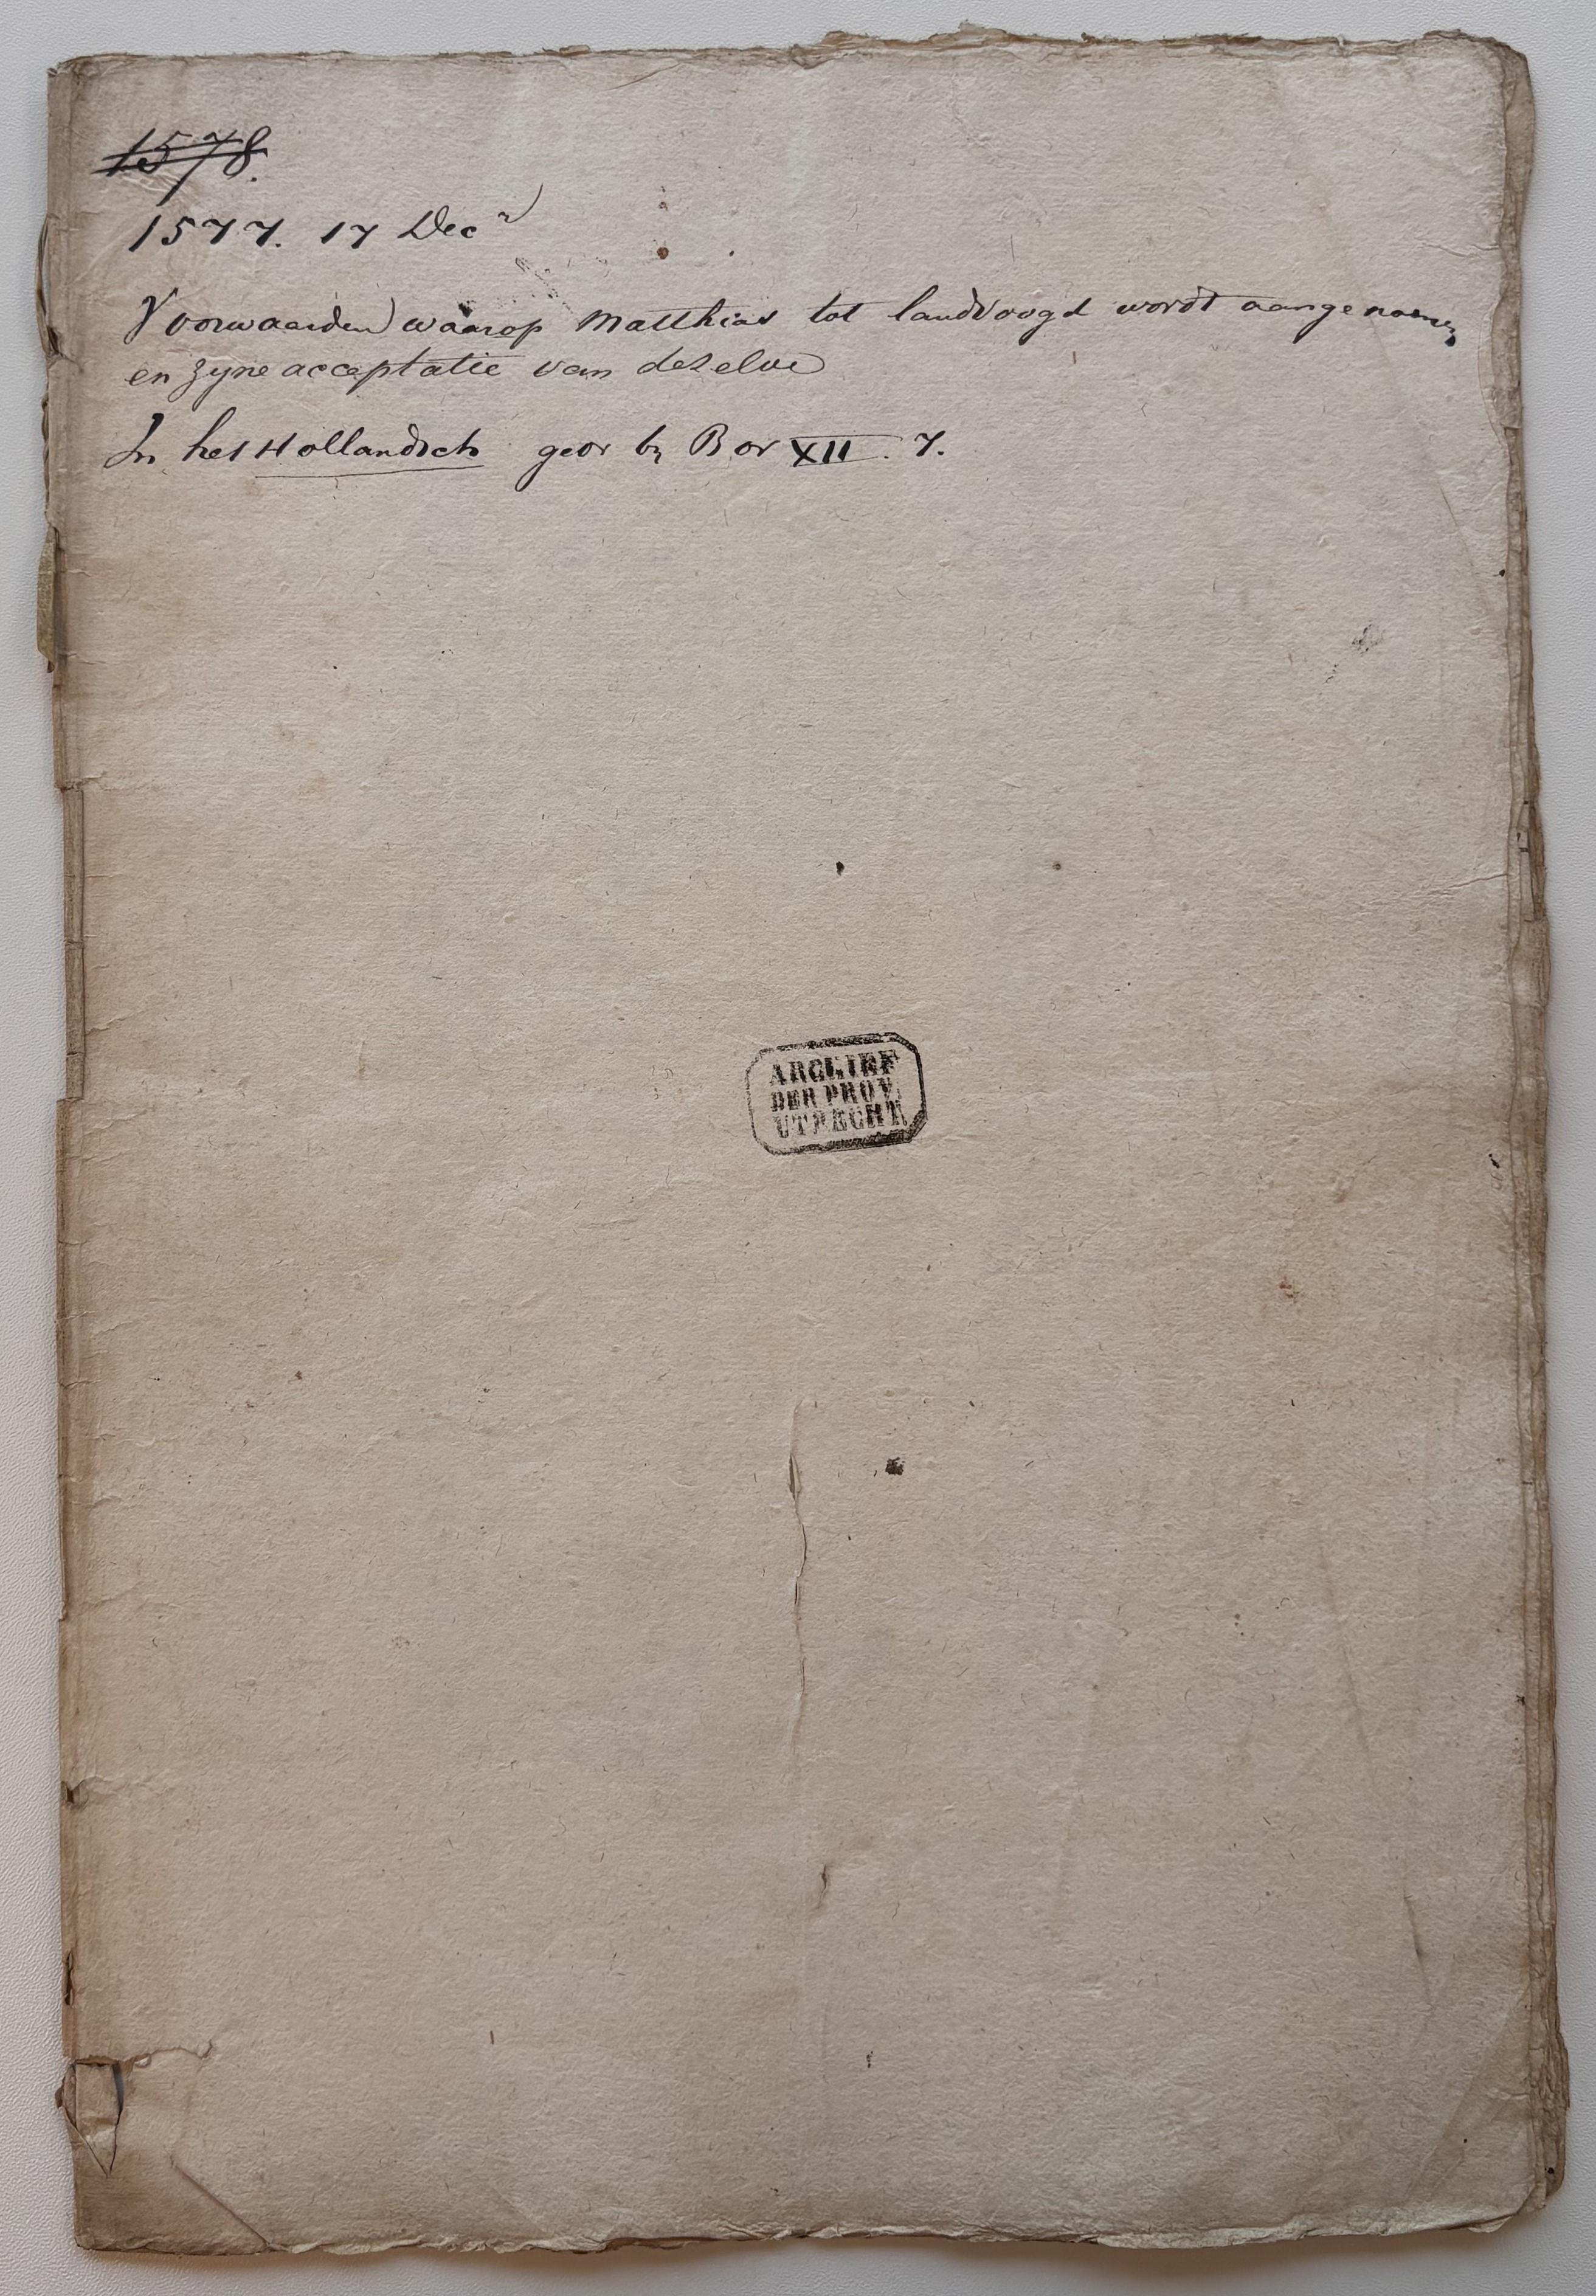 1578.
1577. 17 Decr
Voorwaarden waarop Matthias tot landvoogd wordt aangenomen
en zyne acceptatie van dezelve
In het Hollandsch gedr by Bor XII. 7.
ARCHIEF
DER PROV.
UTRECHT